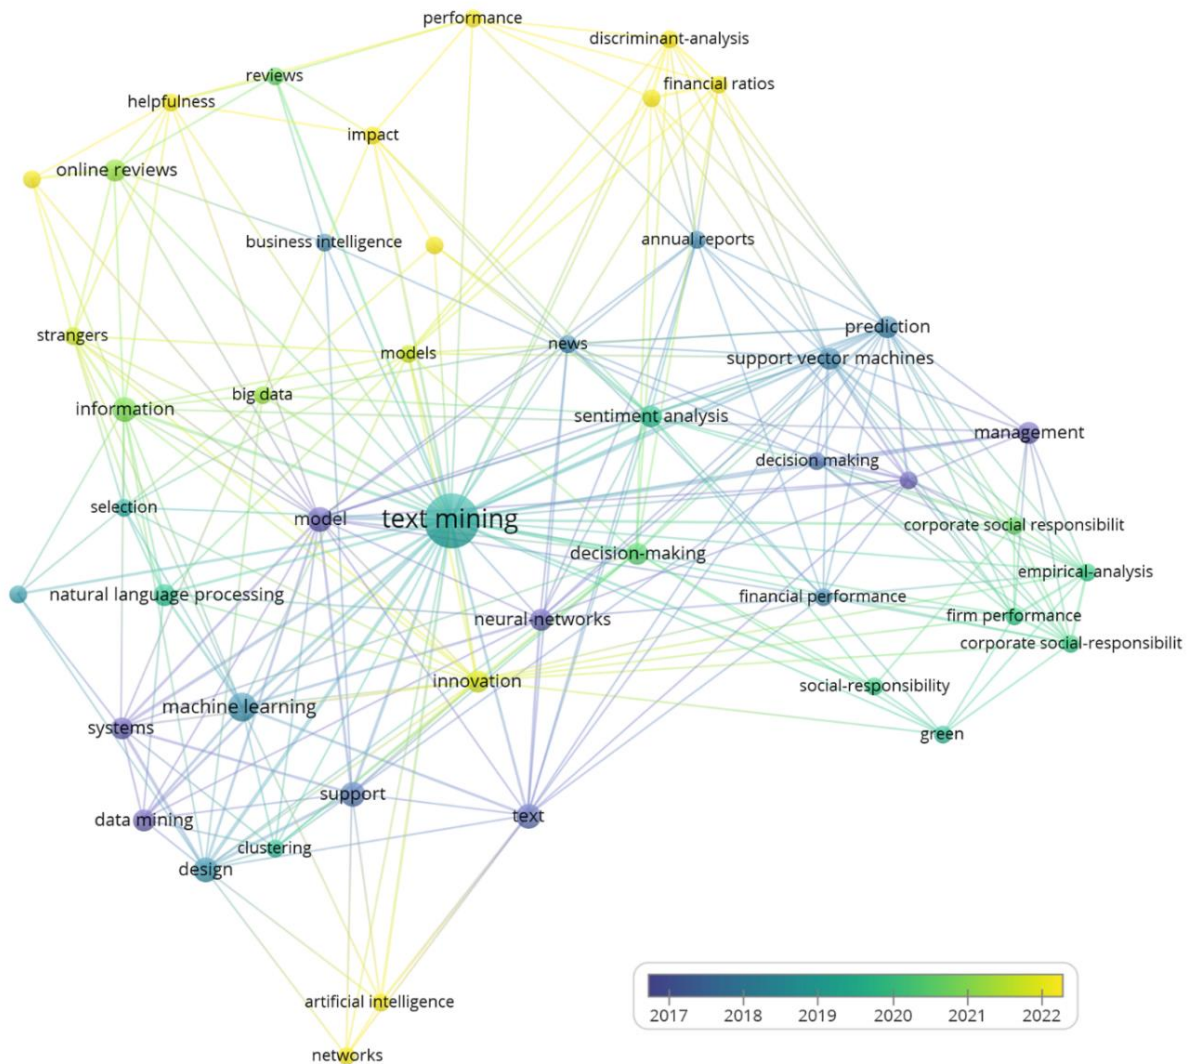 performance
discriminant-analysis
reviews
financial ratios
helpfulness
impact
online reviews
business intelligence
annual reports
prediction
strangers
news
models
support vector machines
big data
information
sentiment analysis
management
decision making
selection
model
text mining
corporate social responsibilit
decision-making
empirical-analysis
natural language processing
financial performance
firm performance
neural-networks
corporate social-responsibilit
innovation
social-responsibility
machine learning
systems
green
support
data mining
text
clustering
design
artificial intelligence
networks
2017 2018 2019 2020 2021 2022